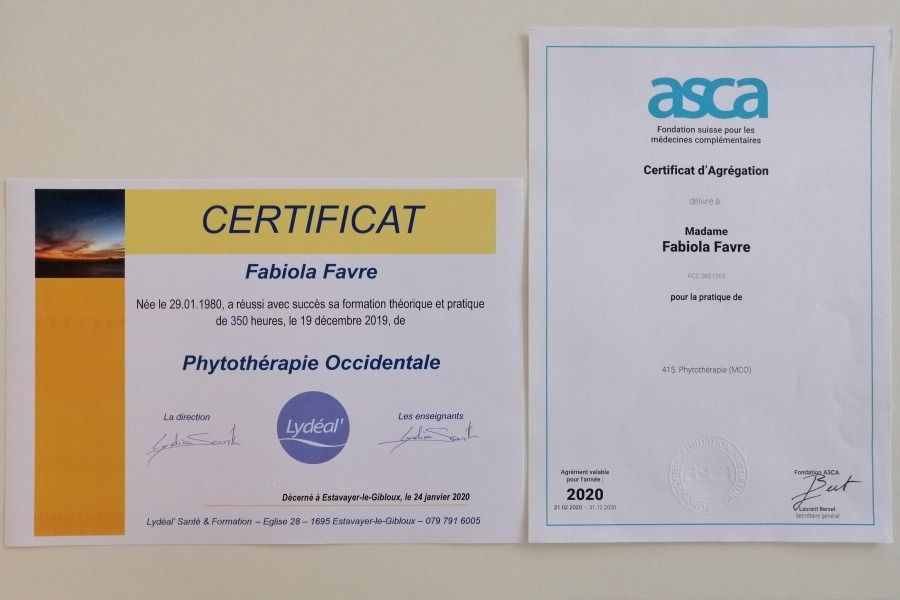 CERTIFICAT
Fabiola Favre
Née le 29.01.1980, a réussi avec succès sa formation théorique et pratique
de 350 heures, le 19 décembre 2019, de
Phytothérapie Occidentale
La direction
Les enseignants
Lydéal'
Décerné à Estavayer-le-Gibloux, le 24 janvier 2020
Lydéal' Santé & Formation – Eglise 28 – 1695 Estavayer-le-Gibloux – 079 791 6005
asca
Fondation suisse pour les
médecines complémentaires
Certificat d'Agrégation
délivré à
Madame
Fabiola Favre
pour la pratique de
415. Phytothérapie (MCO)
Agrément valable
pour l'année :
2020
21.02.2020 - 31.12.2020
FONDATION
asca
Fondation ASCA
Laurent Berset
Secrétaire général